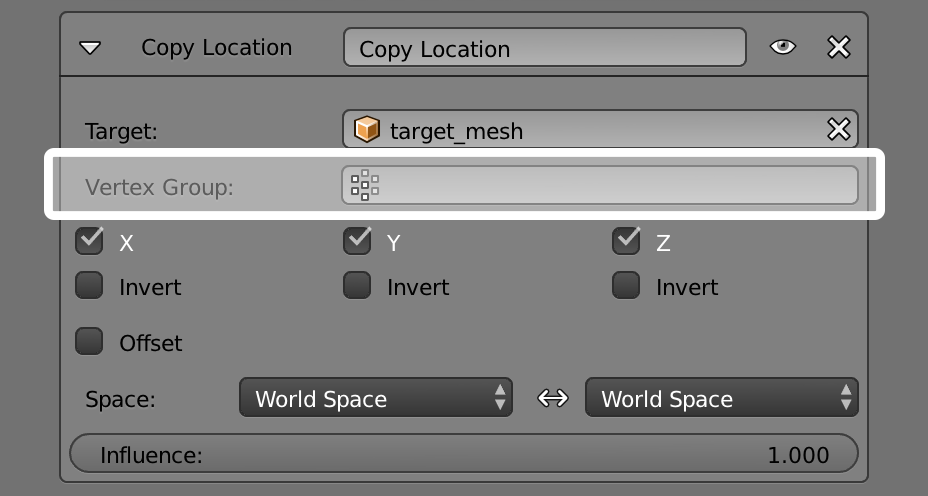 Copy Location Copy Location
Target: target_mesh
Vertex Group:
X Y Z
Invert Invert Invert
Offset
Space: World Space World Space
Influence: 1.000